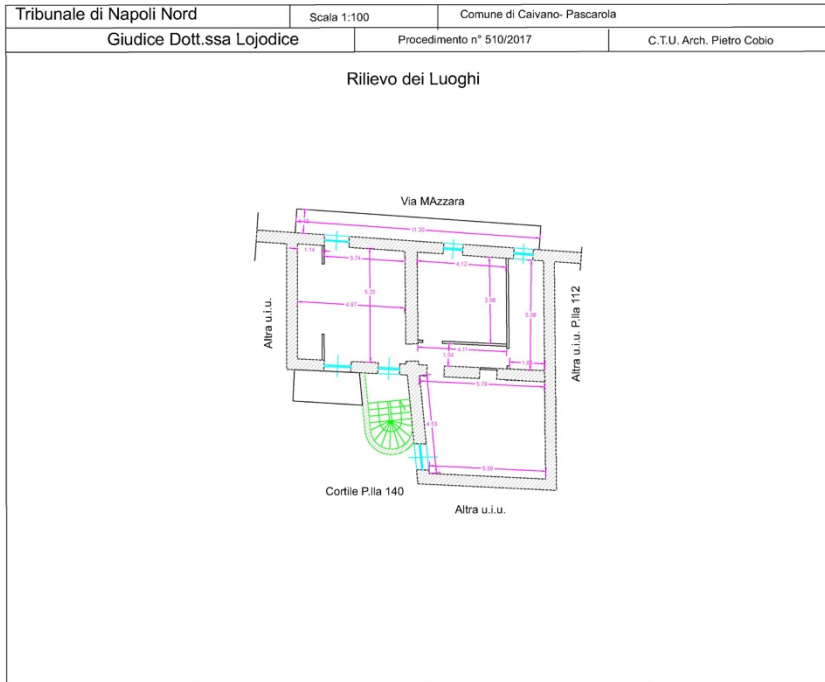 Tribunale di Napoli Nord
Scala 1:100
Comune di Caivano- Pascarola
Giudice Dott.ssa Lojodice
Procedimento n° 510/2017
C.T.U. Arch. Pietro Cobio
Rilievo dei Luoghi
Via MAzzara
11.30
1.14
3.74
4.12
5.25
3.98
5.08
4.97
Altra u.i.u.
Altra u.i.u. P.lla 112
4.11
1.04
5.79
4.13
5.39
Cortile P.lla 140
Altra u.i.u.